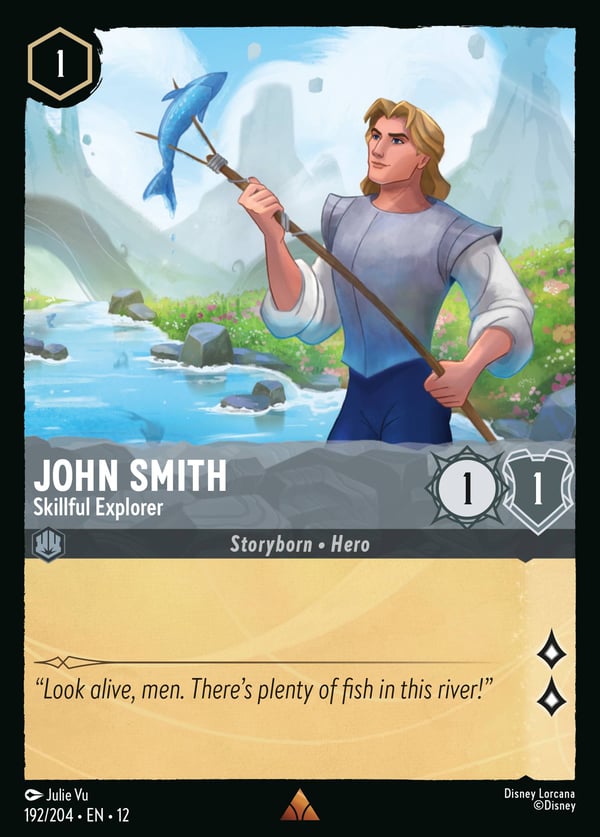 1
JOHN SMITH
Skillful Explorer
1
1
Storyborn • Hero
“Look alive, men. There’s plenty of fish in this river!”
Julie Vu
192/204 • EN • 12
Disney Lorcana
©Disney